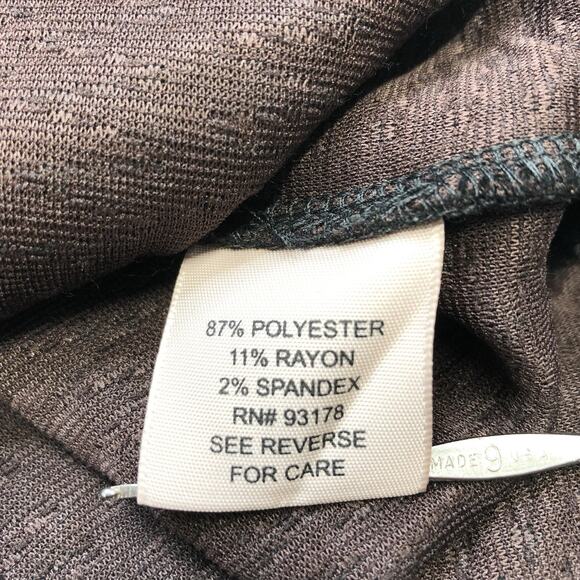 87% POLYESTER
11% RAYON
2% SPANDEX
RN# 93178
SEE REVERSE
FOR CARE
MADE 9